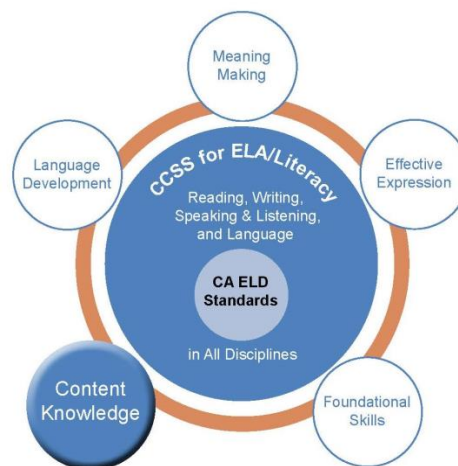 Meaning
Making
Language
Development
Effective
Expression
CCSS for ELA/Literacy
Reading, Writing,
Speaking & Listening,
and Language
CA ELD
Standards
in All Disciplines
Content
Knowledge
Foundational
Skills